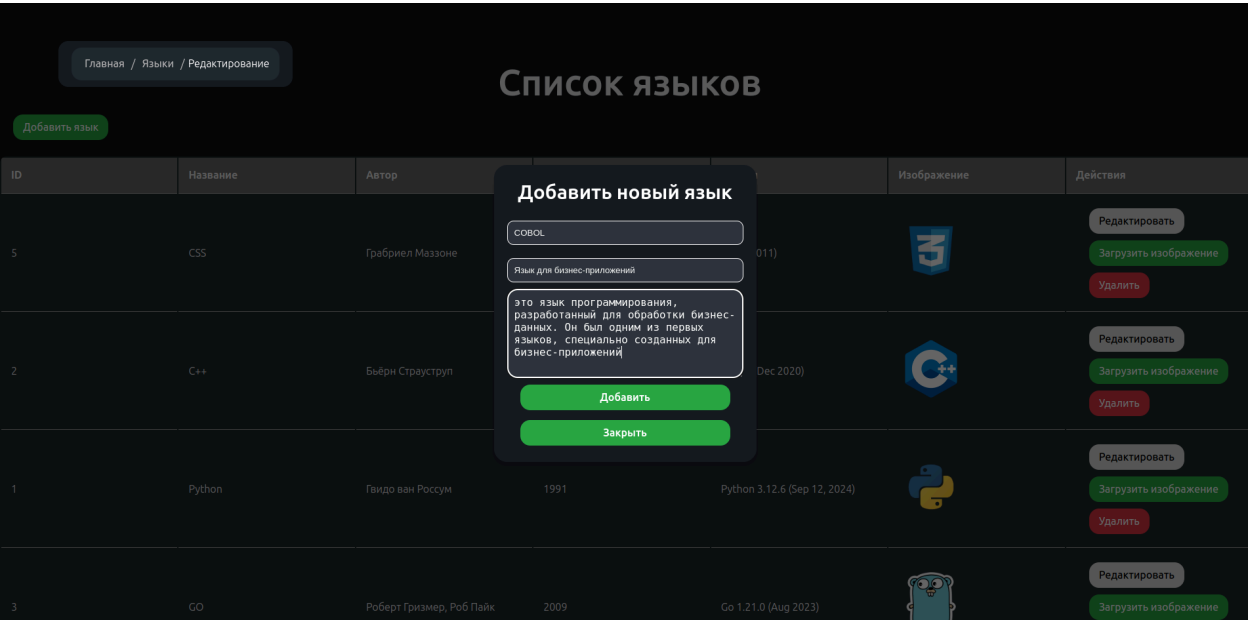 Главная / Языки / Редактирование
Список языков
Добавить язык
ID Название Автор Изображение Действия
Добавить новый язык
COBOL
Язык для бизнес-приложений
это язык программирования,
разработанный для обработки бизнес-
данных. Он был одним из первых
языков, специально созданных для
бизнес-приложений
Добавить
Закрыть
5 CSS Грабриел Маззоне 011)
Редактировать
Загрузить изображение
Удалить
2 C++ Бьёрн Страуструп Dec 2020)
Редактировать
Загрузить изображение
Удалить
1 Python Гвидо ван Россум 1991 Python 3.12.6 (Sep 12, 2024)
Редактировать
Загрузить изображение
Удалить
3 GO Роберт Гризмер, Роб Пайк 2009 Go 1.21.0 (Aug 2023)
Редактировать
Загрузить изображение